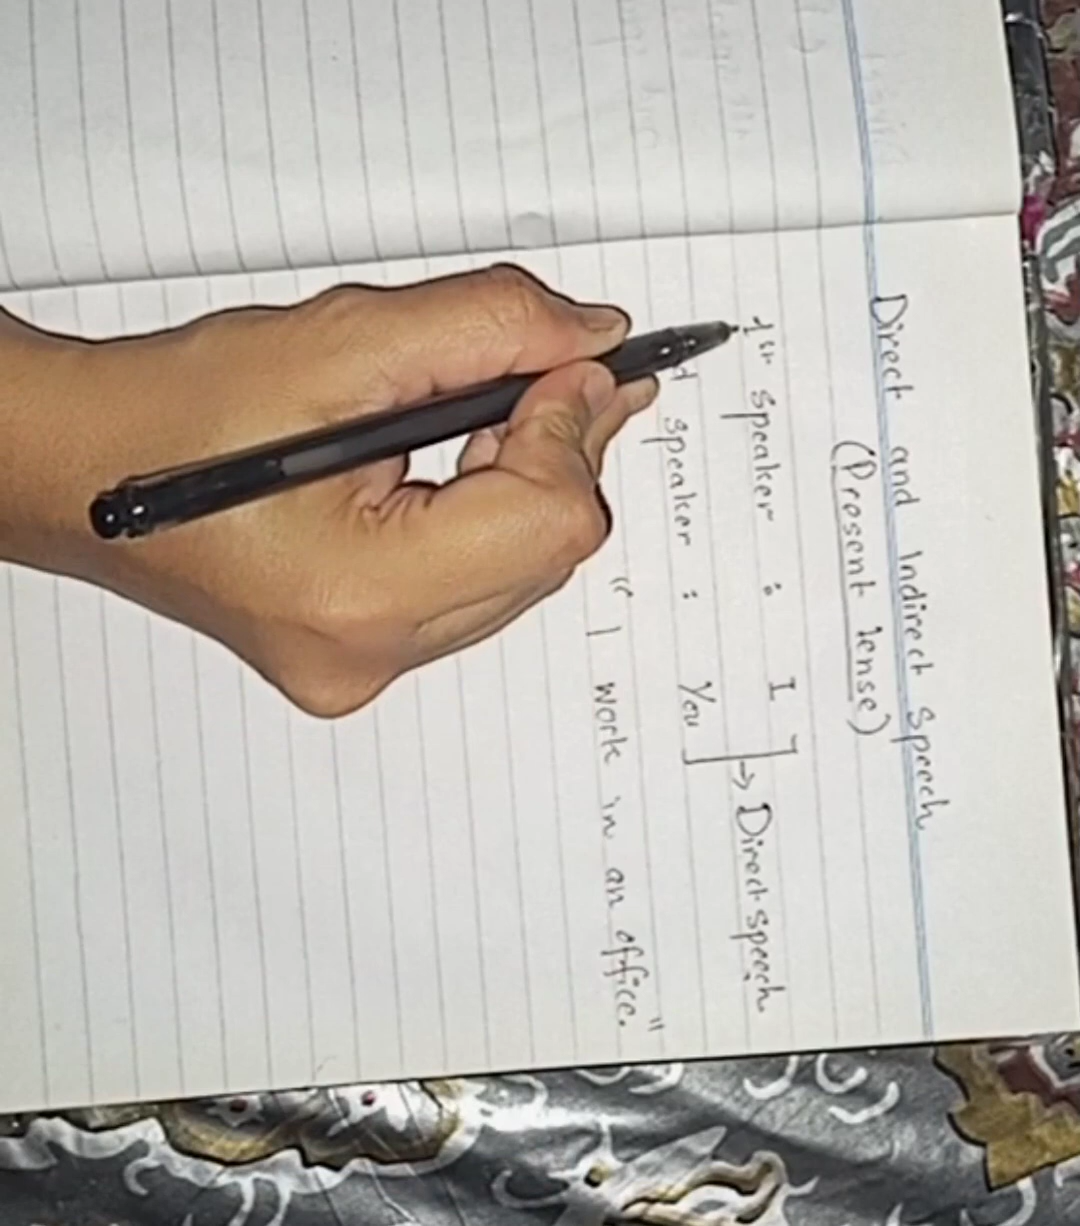 Direct and Indirect Speech
(Present Tense)
1st speaker : I
→ Direct speech
speaker : You
" I work in an office."